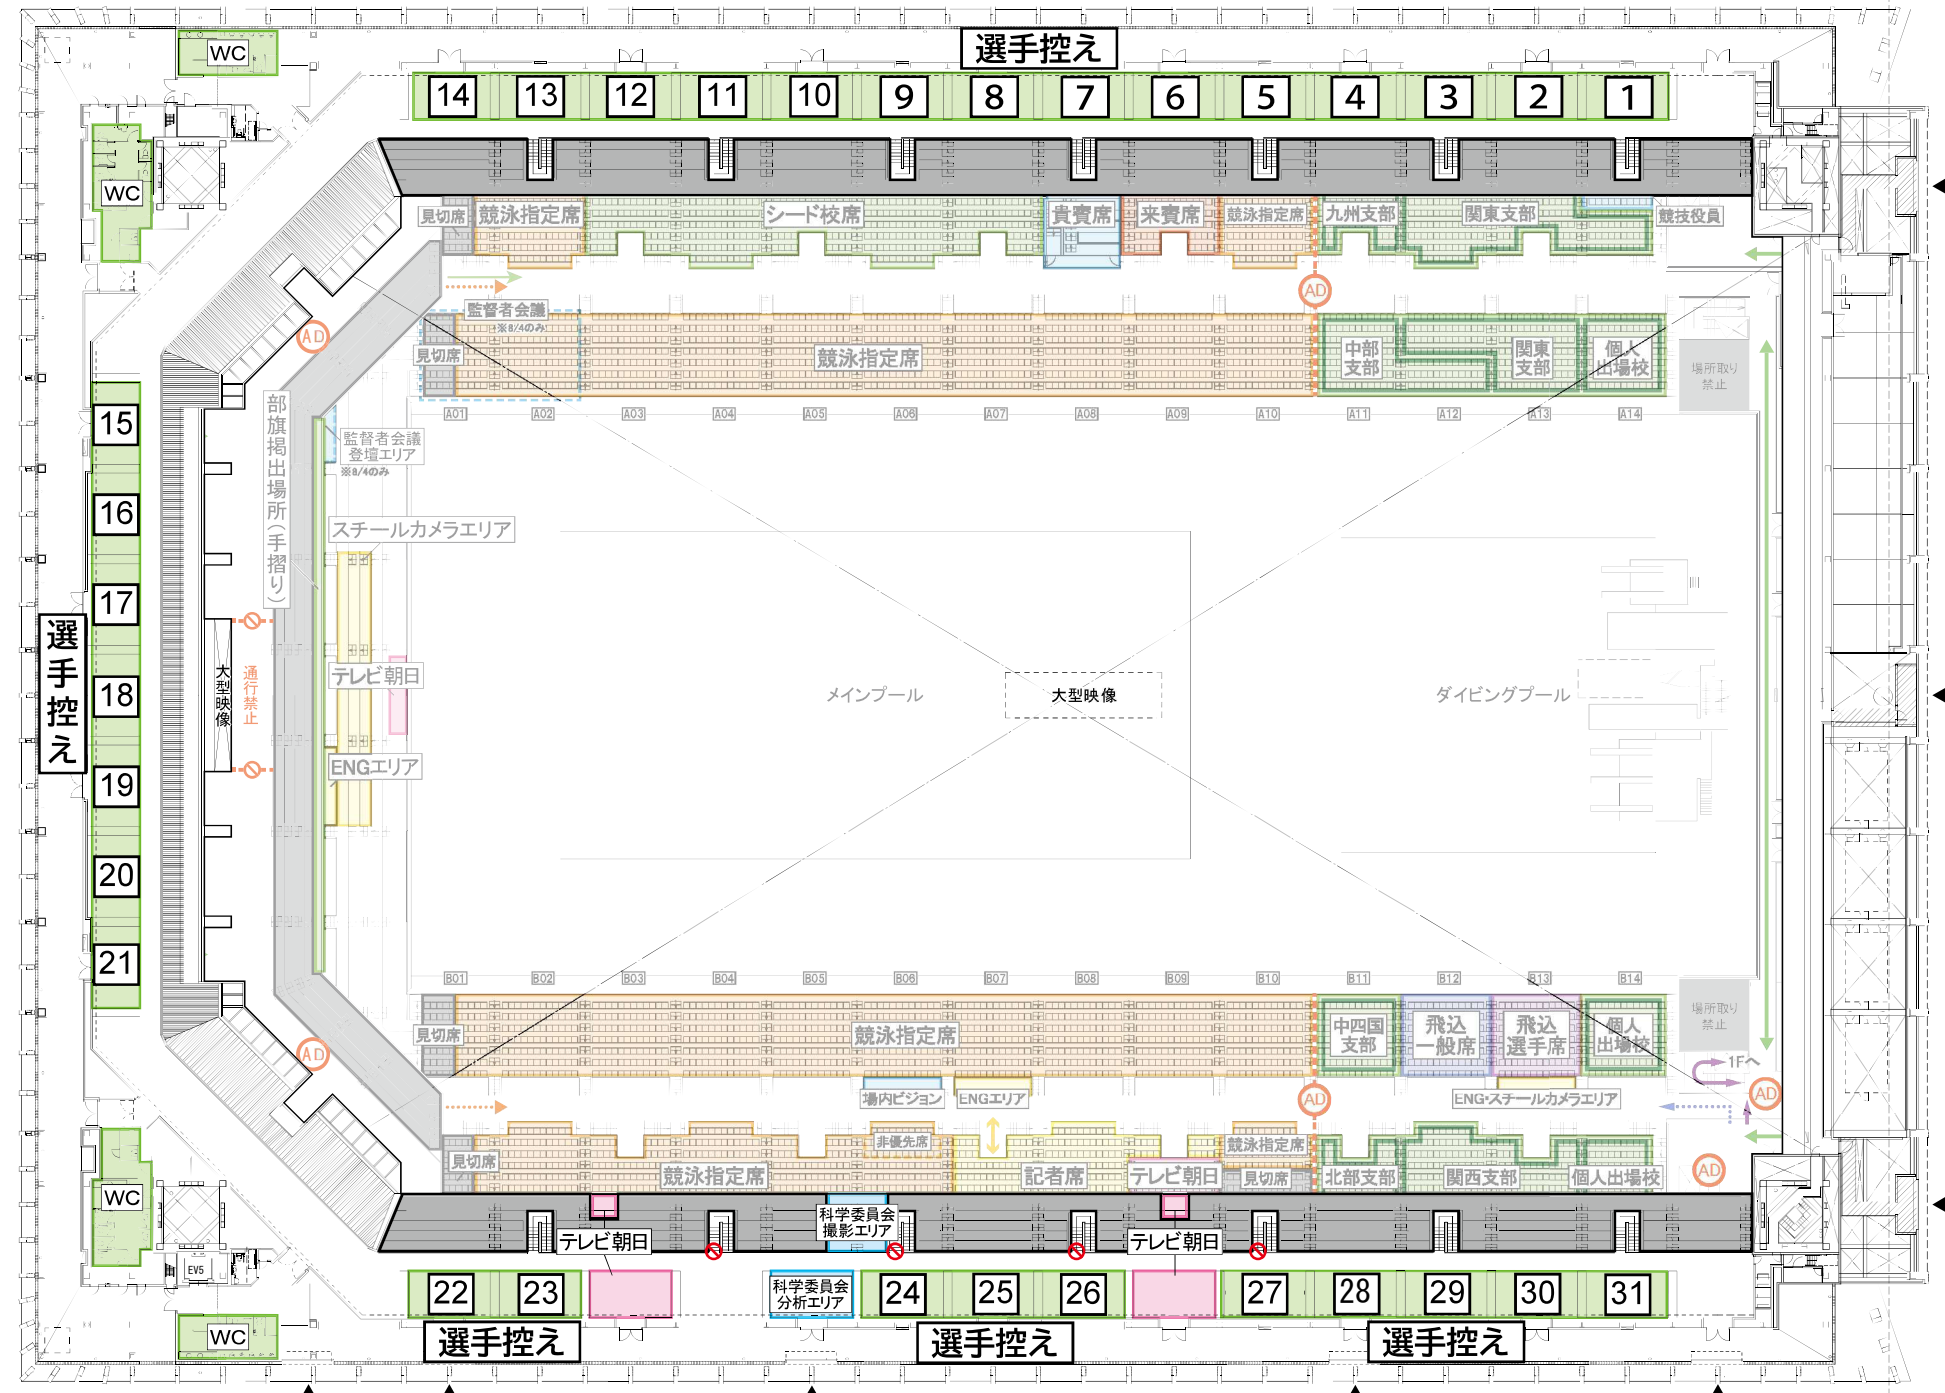 選手控え
WC
14 13 12 11 10 9 8 7 6 5 4 3 2 1
WC
見切席 競泳指定席 シード校席 貴賓席 来賓席 競泳指定席 九州支部 関東支部 競技役員
AD
監督者会議
※8/4のみ
AD
見切席 競泳指定席
中部
支部
関東
支部
個人
出場校
場所取り
禁止
A01 A02 A03 A04 A05 A06 A07 A08 A09 A10 A11 A12 A13 A14
部旗掲出場所(手摺り)
監督者会議
登壇エリア
※8/4のみ
スチールカメラエリア
15
16
17
18
19
20
21
選手控え
大型映像
通行禁止
テレビ朝日
ENGエリア
メインプール
大型映像
ダイビングプール
B01 B02 B03 B04 B05 B06 B07 B08 B09 B10 B11 B12 B13 B14
見切席 競泳指定席
中四国
支部
飛込
一般席
飛込
選手席
個人
出場校
場所取り
禁止
1Fへ
AD
場内ビジョン ENGエリア
AD
ENG・スチールカメラエリア
AD
見切席 競泳指定席 非優先席 記者席 テレビ朝日 競泳指定席
見切席
北部支部 関西支部 個人出場校
AD
WC
EV5
テレビ朝日
科学委員会
撮影エリア
テレビ朝日
22 23
科学委員会
分析エリア
24 25 26 27 28 29 30 31
WC
選手控え 選手控え 選手控え